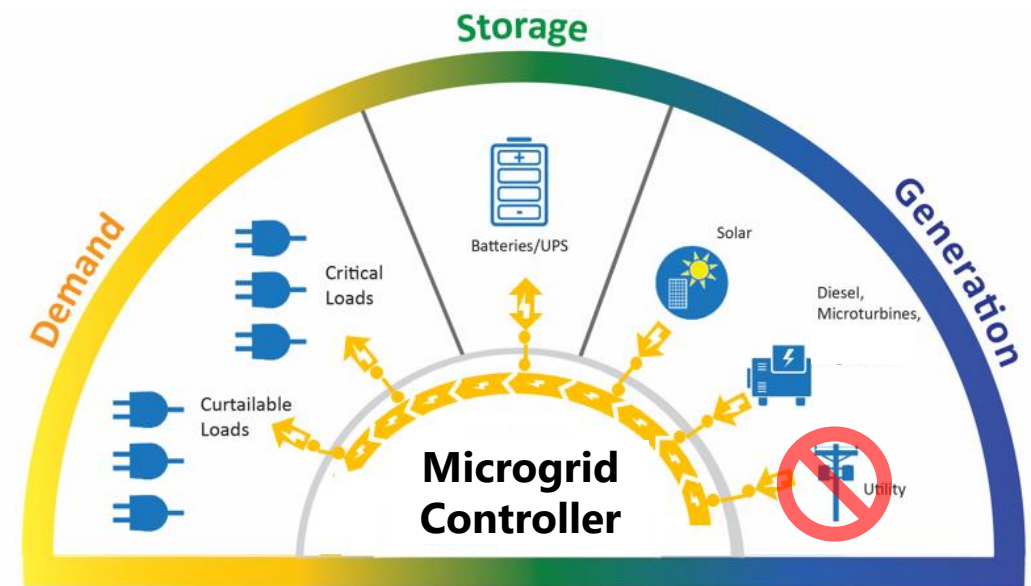 Storage
Demand
Generation
Batteries/UPS
Solar
Critical
Loads
Diesel,
Microturbines,
Curtailable
Loads
Utility
Microgrid
Controller